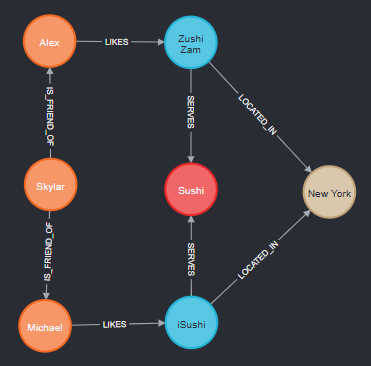 Alex
LIKES
Zushi
Zam
IS_FRIEND_OF
SERVES
LOCATED_IN
Skylar
Sushi
New York
IS_FRIEND_OF
SERVES
LOCATED_IN
Michael
LIKES
iSushi